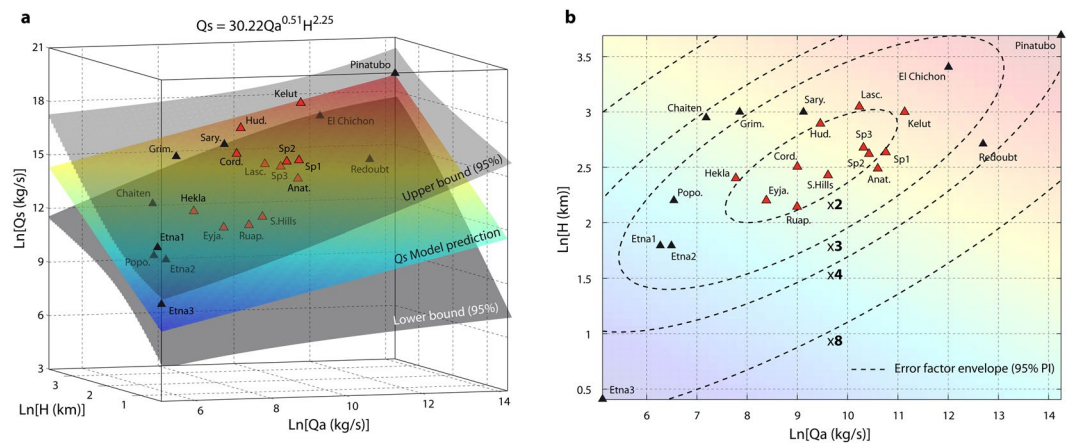 a
Qs = 30.22Qa^0.51H^2.25
21
18
15
12
9
6
3
Ln[Qs (kg/s)]
Pinatubo
Kelut
El Chichon
Hud.
Sary.
Grim.
Cord.
Sp2
Sp1
Lasc.
Sp3
Redoubt
Anat.
Upper bound (95%)
Chaiten
Hekla
S.Hills
Eyja.
Ruap.
Etna1
Popo.
Etna2
Qs Model prediction
Etna3
Lower bound (95%)
3
2
1
Ln[H (km)]
6
8
10
12
14
Ln[Qa (kg/s)]
b
3.5
3
2.5
2
1.5
1
0.5
Ln[H (km)]
Pinatubo
El Chichon
Chaiten
Grim.
Sary.
Lasc.
Kelut
Hud.
Sp3
Sp2
Sp1
Redoubt
Cord.
Anat.
Hekla
S.Hills
Popo.
Eyja.
x2
Ruap.
Etna1
Etna2
x3
x4
x8
Etna3
Error factor envelope (95% PI)
6
7
8
9
10
11
12
13
14
Ln[Qa (kg/s)]